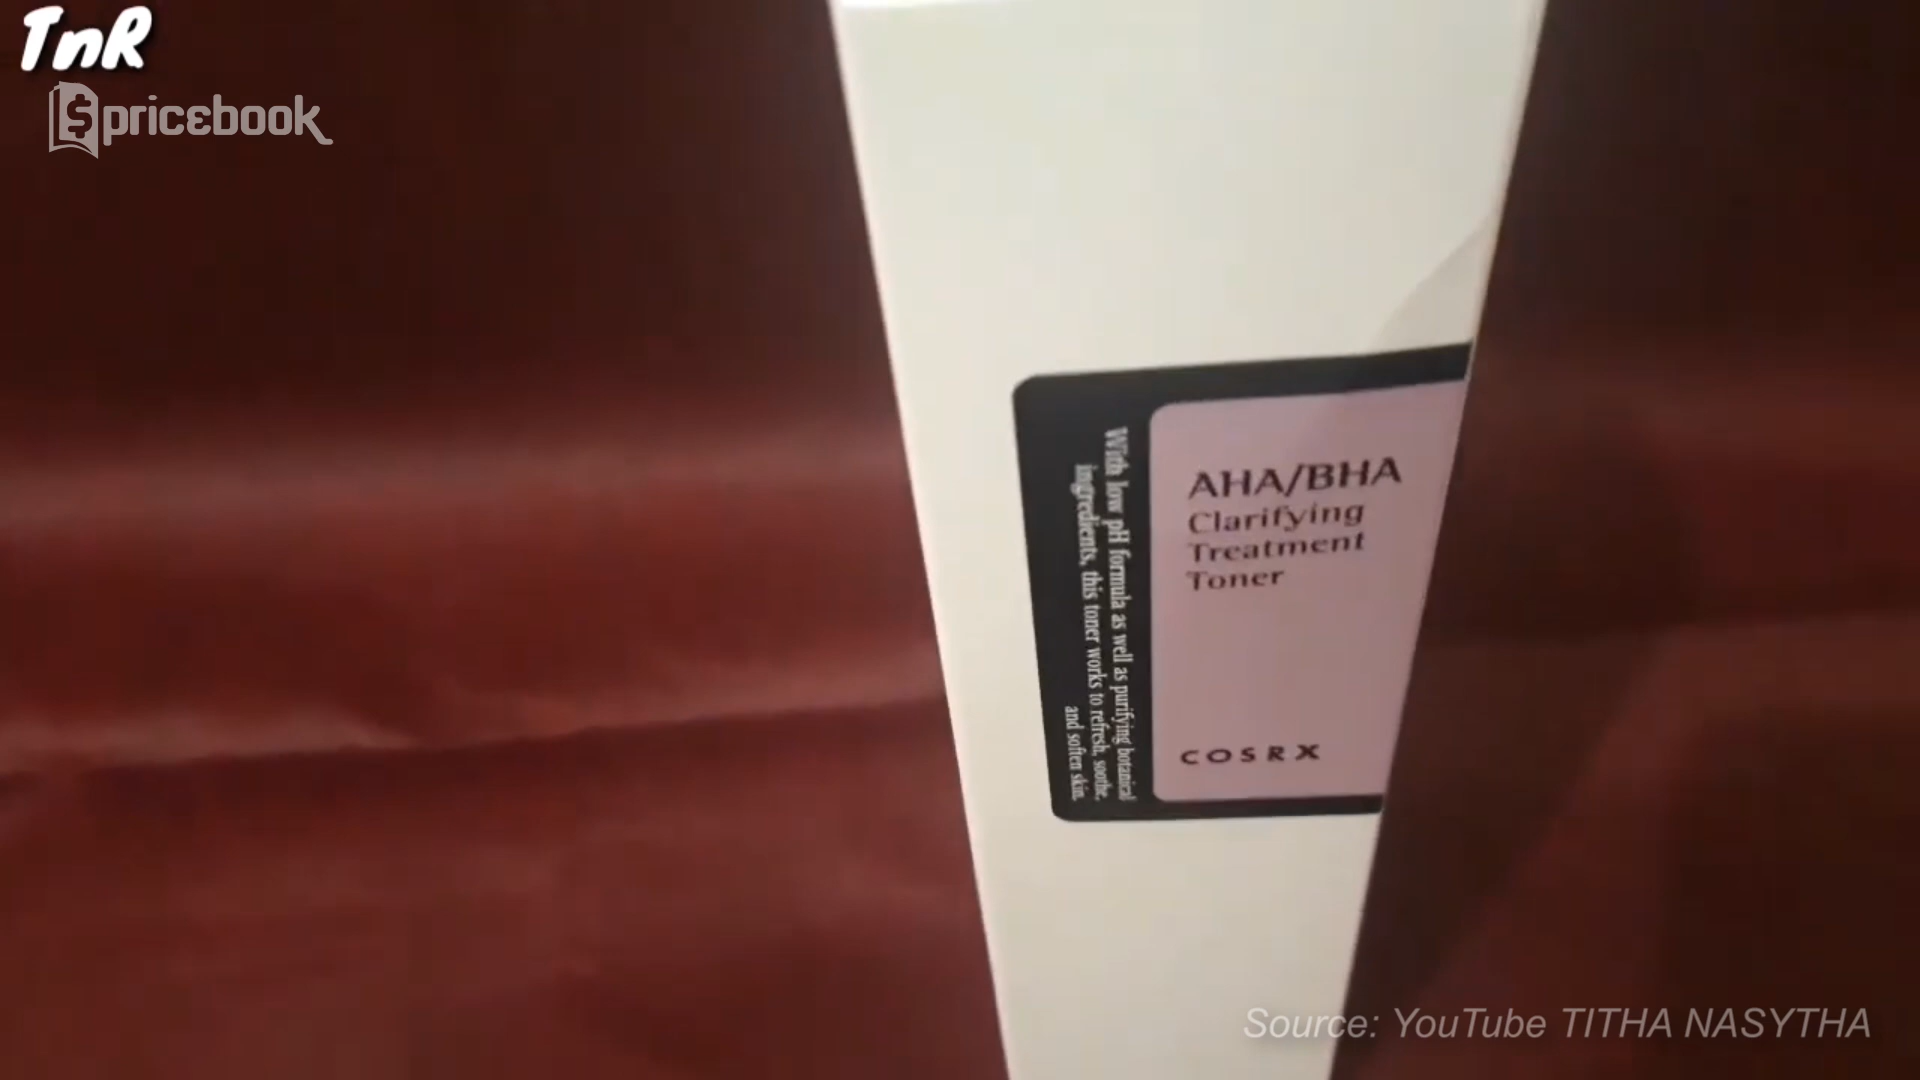 TnR
pricebook
With low pH formula as well as purifying botanical
ingredients, this toner works to refresh, soothe,
and soften skin.
AHA/BHA
Clarifying
Treatment
Toner
COSRX
Source: YouTube TITHA NASYTHA